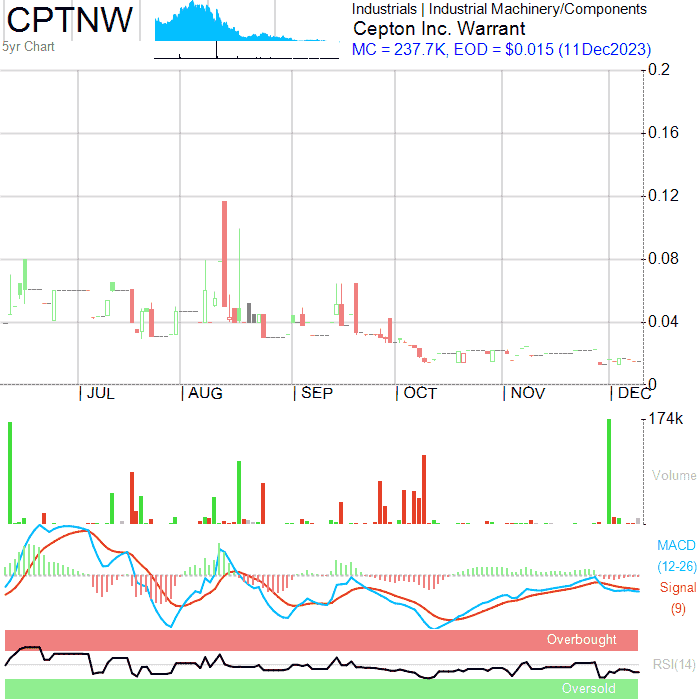 CPTNW
5yr Chart
Industrials | Industrial Machinery/Components
Cepton Inc. Warrant
MC = 237.7K, EOD = $0.015 (11Dec2023)
0.2
0.16
0.12
0.08
0.04
0
| JUL | AUG | SEP | OCT | NOV | DEC
174k
Volume
MACD
(12-26)
Signal
(9)
Overbought
RSI(14)
Oversold